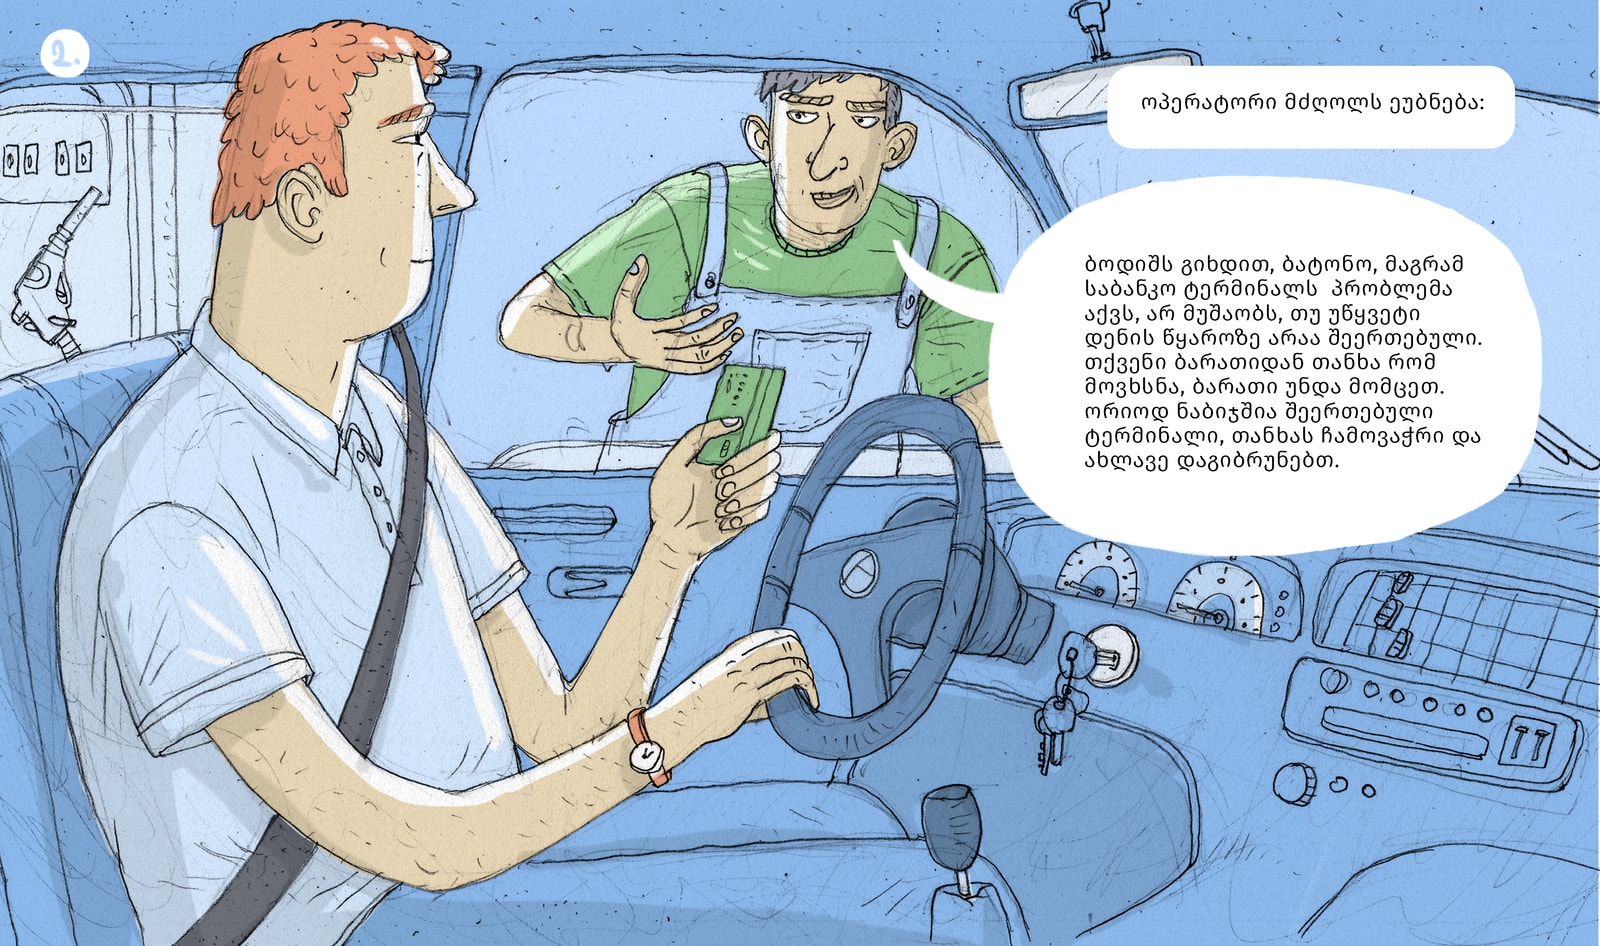 2.
ოპერატორი მძღოლს ეუბნება:
ბოდიშს გიხდით, ბატონო, მაგრამ
საბანკო ტერმინალს პრობლემა
აქვს, არ მუშაობს, თუ უწყვეტი
დენის წყაროზე არაა შეერთებული.
თქვენი ბარათიდან თანხა რომ
მოვხსნა, ბარათი უნდა მომცეთ.
ორიოდ ნაბიჯშია შეერთებული
ტერმინალი, თანხას ჩამოვაჭრი და
ახლავე დაგიბრუნებთ.